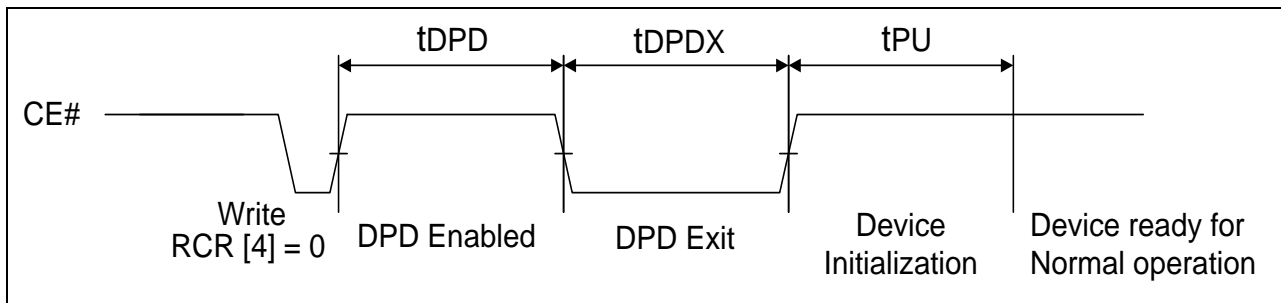 tDPD
tDPDX
tPU
CE#
Write
RCR [4] = 0
DPD Enabled
DPD Exit
Device
Initialization
Device ready for
Normal operation